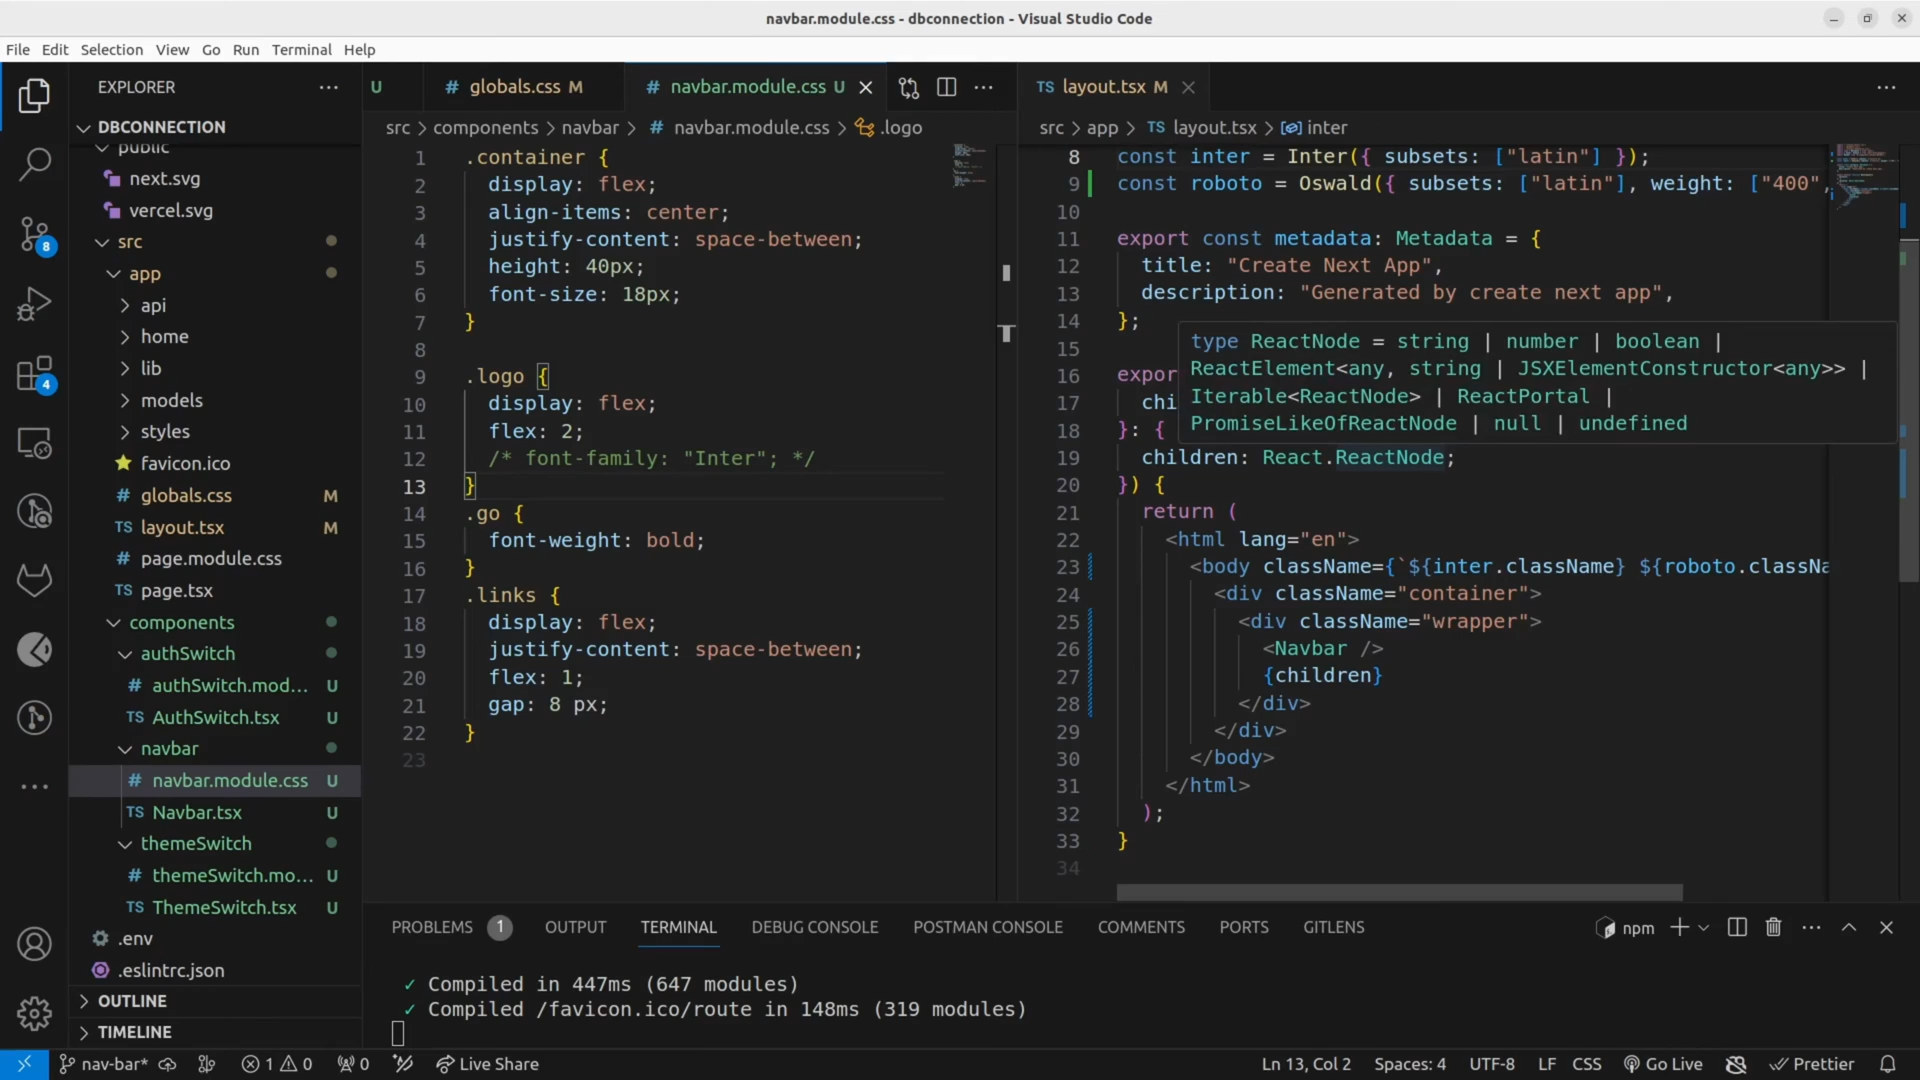 navbar.module.css - dbconnection - Visual Studio Code
File Edit Selection View Go Run Terminal Help
EXPLORER
DBCONNECTION
public
next.svg
vercel.svg
src
app
api
home
lib
models
styles
favicon.ico
globals.css M
layout.tsx M
page.module.css
page.tsx
components
authSwitch
authSwitch.mod... U
AuthSwitch.tsx U
navbar
navbar.module.css U
Navbar.tsx U
themeSwitch
themeSwitch.mo... U
ThemeSwitch.tsx U
.env
.eslintrc.json
OUTLINE
TIMELINE
8
4
U # globals.css M # navbar.module.css U
src > components > navbar > # navbar.module.css > .logo
1 .container {
2 display: flex;
3 align-items: center;
4 justify-content: space-between;
5 height: 40px;
6 font-size: 18px;
7 }
8
9 .logo {
10 display: flex;
11 flex: 2;
12 /* font-family: "Inter"; */
13 }
14 .go {
15 font-weight: bold;
16 }
17 .links {
18 display: flex;
19 justify-content: space-between;
20 flex: 1;
21 gap: 8 px;
22 }
23
TS layout.tsx M
src > app > TS layout.tsx > inter
8 const inter = Inter({ subsets: ["latin"] });
9 const roboto = Oswald({ subsets: ["latin"], weight: ["400",
10
11 export const metadata: Metadata = {
12 title: "Create Next App",
13 description: "Generated by create next app",
14 };
15
16 expor
17 chi
18 }: {
type ReactNode = string | number | boolean |
ReactElement<any, string | JSXElementConstructor<any>> |
Iterable<ReactNode> | ReactPortal |
PromiseLikeOfReactNode | null | undefined
19 children: React.ReactNode;
20 }) {
21 return (
22 <html lang="en">
23 <body className={`${inter.className} ${roboto.classNa
24 <div className="container">
25 <div className="wrapper">
26 <Navbar />
27 {children}
28 </div>
29 </div>
30 </body>
31 </html>
32 );
33 }
34
PROBLEMS 1 OUTPUT TERMINAL DEBUG CONSOLE POSTMAN CONSOLE COMMENTS PORTS GITLENS npm
✓ Compiled in 447ms (647 modules)
✓ Compiled /favicon.ico/route in 148ms (319 modules)
nav-bar* 1 0 0 Live Share Ln 13, Col 2 Spaces: 4 UTF-8 LF CSS Go Live Prettier